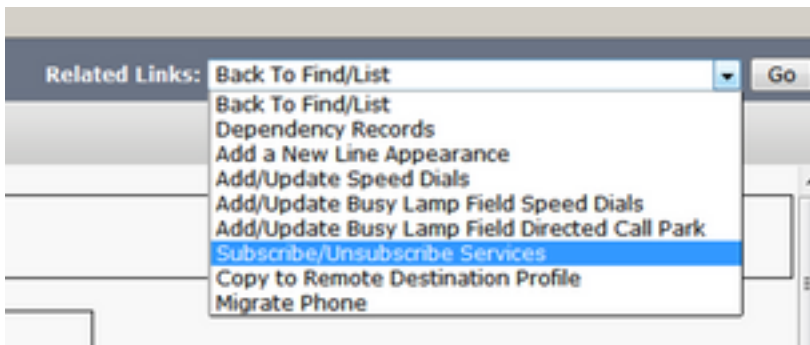 Related Links: Back To Find/List Go
Back To Find/List
Dependency Records
Add a New Line Appearance
Add/Update Speed Dials
Add/Update Busy Lamp Field Speed Dials
Add/Update Busy Lamp Field Directed Call Park
Subscribe/Unsubscribe Services
Copy to Remote Destination Profile
Migrate Phone